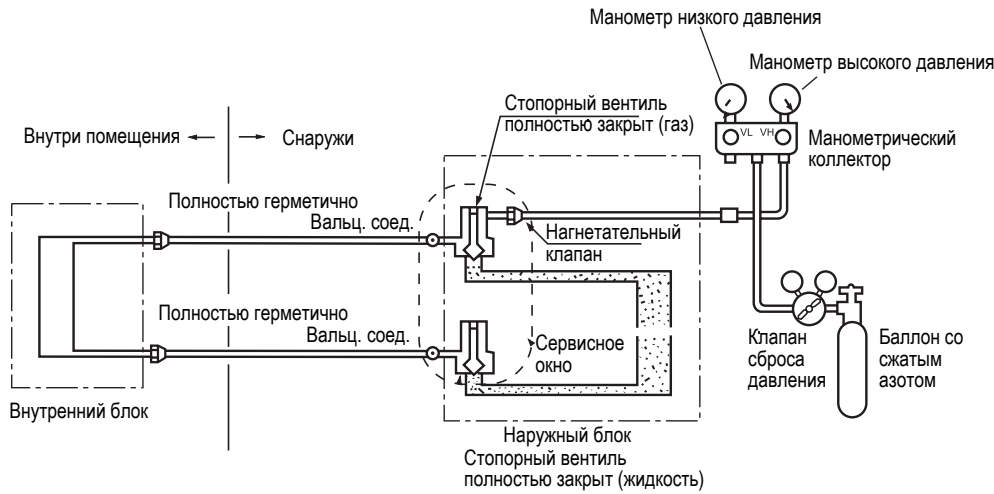 Манометр низкого давления
Манометр высокого давления
Стопорный вентиль
полностью закрыт (газ)
Внутри помещения
Снаружи
VL VH
Манометрический
коллектор
Полностью герметично
Вальц. соед.
Нагнетательный
клапан
Полностью герметично
Вальц. соед.
Сервисное
окно
Клапан
сброса
давления
Баллон со
сжатым
азотом
Внутренний блок
Наружный блок
Стопорный вентиль
полностью закрыт (жидкость)